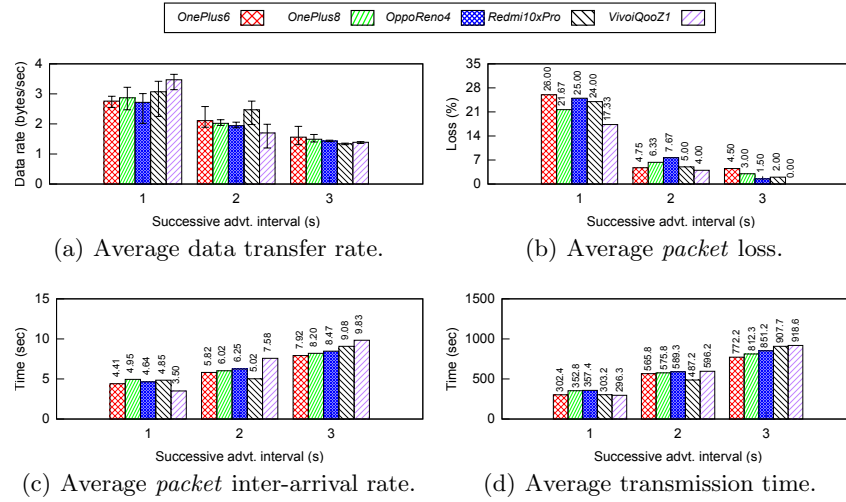 OnePlus6 OnePlus8 OppoReno4 Redmi10xPro VivoiQooZ1
Data rate (bytes/sec)
4
3
2
1
0
1 2 3
Successive advt. interval (s)
(a) Average data transfer rate.
Loss (%)
35
28
21
14
7
0
26.00 21.67 25.00 24.00 17.33
4.75 6.33 7.67 5.00 4.00
4.50 3.00 1.50 2.00 0.00
1 2 3
Successive advt. interval (s)
(b) Average packet loss.
Time (sec)
15
10
5
0
4.41 4.95 4.64 4.85 3.50
5.82 6.02 6.25 5.02 7.58
7.92 8.20 8.47 9.08 9.83
1 2 3
Successive advt. interval (s)
(c) Average packet inter-arrival rate.
Time (sec)
1500
1000
500
0
302.4 352.8 357.4 303.2 296.3
565.8 575.8 589.3 487.2 596.2
772.2 812.3 851.2 907.7 918.6
1 2 3
Successive advt. interval (s)
(d) Average transmission time.